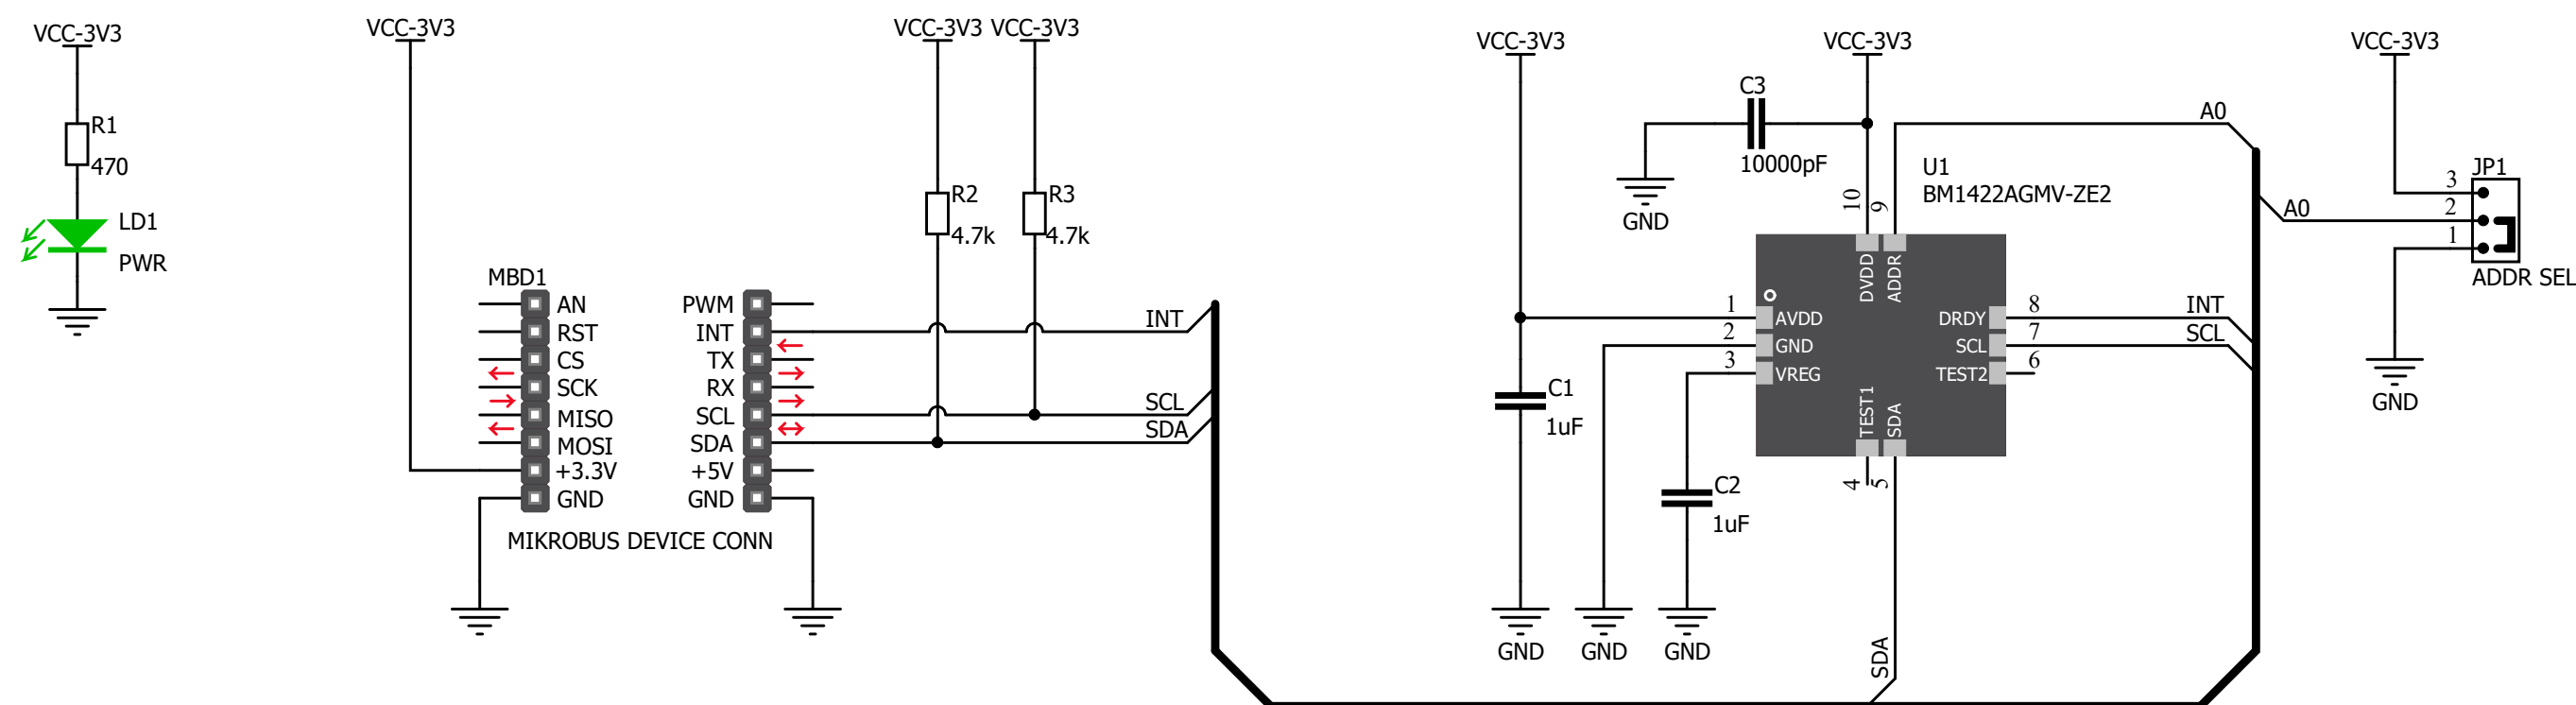 VCC-3V3
R1
470
LD1
PWR
VCC-3V3
MBD1
AN
RST
CS
SCK
MISO
MOSI
+3.3V
GND
PWM
INT
TX
RX
SCL
SDA
+5V
GND
MIKROBUS DEVICE CONN
VCC-3V3 VCC-3V3
R2
4.7k
R3
4.7k
INT
SCL
SDA
VCC-3V3
C1
1uF
GND
GND
C2
1uF
GND
VCC-3V3
C3
10000pF
GND
A0
U1
BM1422AGMV-ZE2
10
9
DVDD
ADDR
1
AVDD
2
GND
3
VREG
DRDY
8
INT
SCL
7
SCL
TEST2
6
TEST1
SDA
4
5
SDA
VCC-3V3
A0
JP1
3
2
1
ADDR SEL
GND